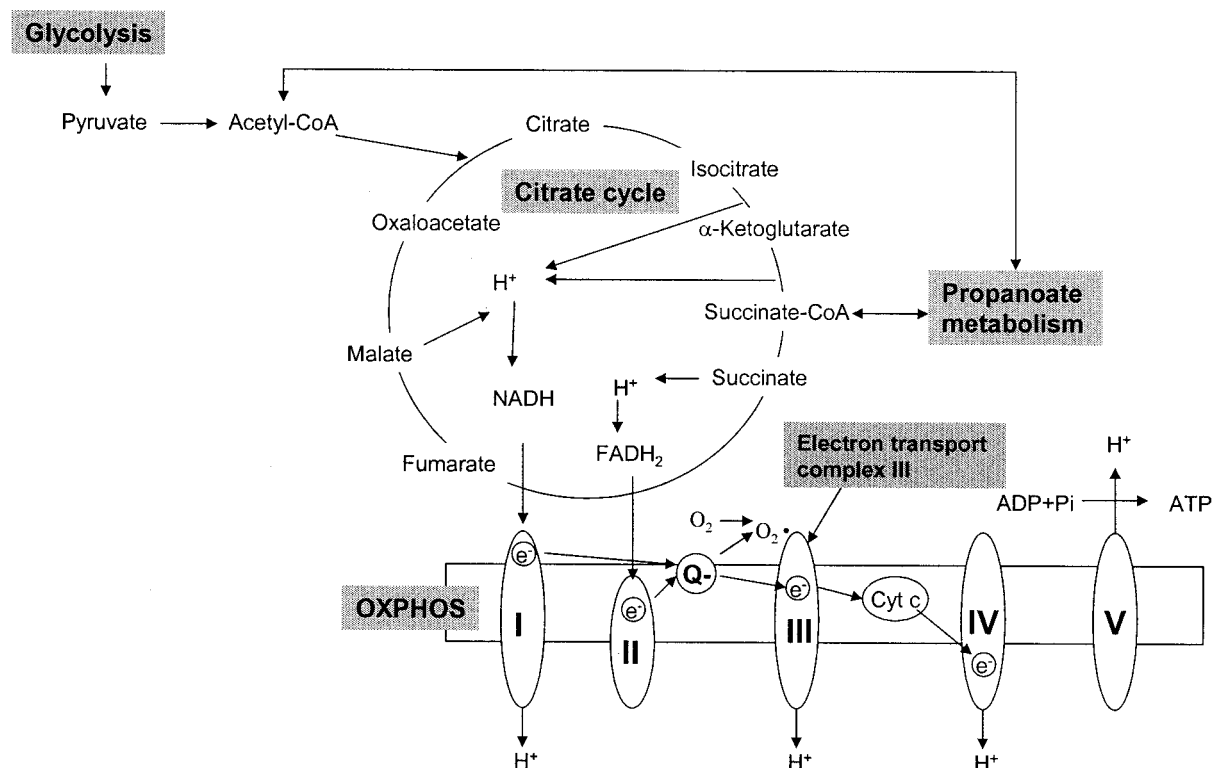 Glycolysis
Pyruvate
Acetyl-CoA
Citrate
Isocitrate
Citrate cycle
Oxaloacetate
α-Ketoglutarate
H⁺
Succinate-CoA
Propanoate
metabolism
Malate
NADH
H⁺
Succinate
Fumarate
FADH₂
Electron transport
complex III
H⁺
ADP+Pi
ATP
O₂
O₂•
e⁻
Q-
e⁻
Cyt c
OXPHOS
I
e⁻
II
III
IV
e⁻
V
H⁺
H⁺
H⁺